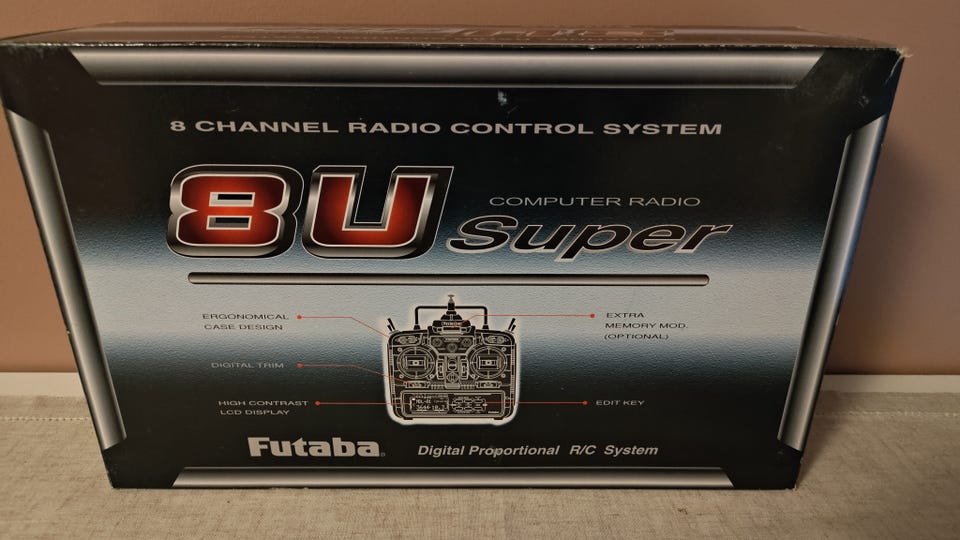 8 CHANNEL RADIO CONTROL SYSTEM
8U
COMPUTER RADIO
Super
ERGONOMICAL
CASE DESIGN
EXTRA
MEMORY MOD.
(OPTIONAL)
DIGITAL TRIM
HIGH CONTRAST
LCD DISPLAY
EDIT KEY
Futaba
Digital Proportional R/C System